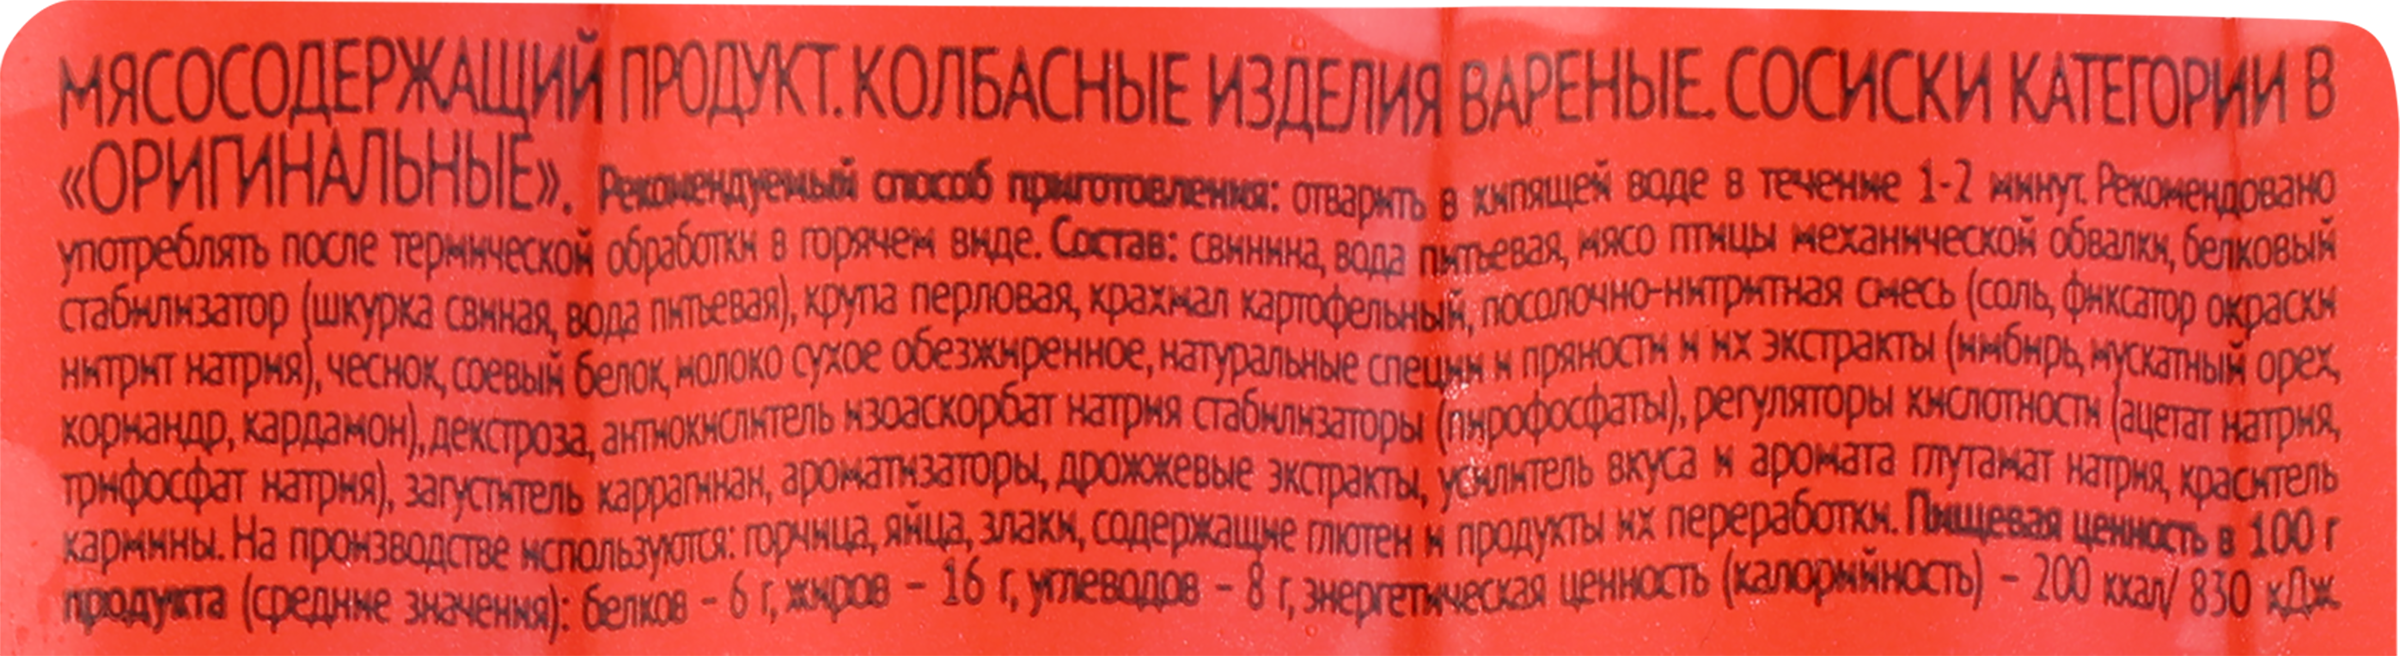 МЯСОСОДЕРЖАЩИЙ ПРОДУКТ. КОЛБАСНЫЕ ИЗДЕЛИЯ ВАРЕНЫЕ. СОСИСКИ КАТЕГОРИИ В
«ОРИГИНАЛЬНЫЕ». Рекомендуемый способ приготовления: отварить в кипящей воде в течение 1-2 минут. Рекомендовано
употреблять после термической обработки в горячем виде. Состав: свинина, вода питьевая, мясо птицы механической обвалки, белковый
стабилизатор (шкурка свиная, вода питьевая), крупа перловая, крахмал картофельный, посолочно-нитритная смесь (соль, фиксатор окраски
нитрит натрия), чеснок, соевый белок, молоко сухое обезжиренное, натуральные специи и пряности и их экстракты (имбирь, мускатный орех,
кориандр, кардамон), декстроза, антиокислитель изоаскорбат натрия стабилизаторы (пирофосфаты), регуляторы кислотности (ацетат натрия,
трифосфат натрия), загуститель каррагинан, ароматизаторы, дрожжевые экстракты, усилитель вкуса и аромата глутамат натрия, краситель
кармины. На производстве используются: горчица, яйца, злаки, содержащие глютен и продукты их переработки. Пищевая ценность в 100 г
продукта (средние значения): белков – 6 г, жиров – 16 г, углеводов – 8 г, энергетическая ценность (калорийность) – 200 ккал/ 830 кДж.